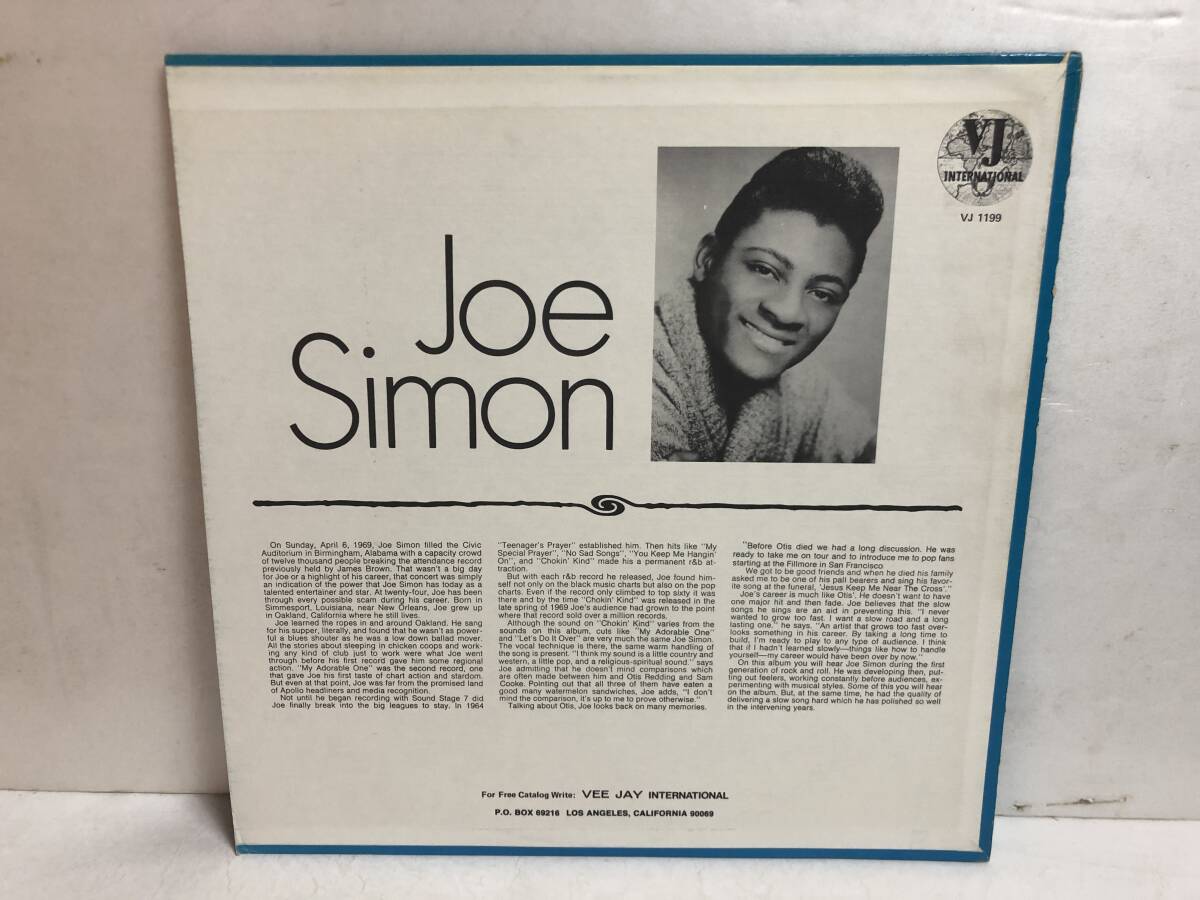 VJ
INTERNATIONAL
VJ 1199
Joe
Simon
On Sunday, April 6, 1969, Joe Simon filled the Civic
Auditorium in Birmingham, Alabama with a capacity crowd
of twelve thousand people breaking the attendance record
previously held by James Brown. That wasn't a big day
for Joe or a highlight of his career, that concert was simply
an indication of the power that Joe Simon has today as a
talented entertainer and star. At twenty-four, Joe has been
through every possible scam during his career. Born in
Simmesport, Louisiana, near New Orleans, Joe grew up
in Oakland, California where he still lives.
Joe learned the ropes in and around Oakland. He sang
for his supper, literally, and found that he wasn't as power-
ful a blues shouter as he was a low down ballad mover.
All the stories about sleeping in chicken coops and work-
ing any kind of club just to work were what Joe went
through before his first record gave him some regional
action. "My Adorable One" was the second record, one
that gave Joe his first taste of chart action and stardom.
But even at that point, Joe was far from the promised land
of Apollo headliners and media recognition.
Not until he began recording with Sound Stage 7 did
Joe finally break into the big leagues to stay. In 1964
"Teenager's Prayer" established him. Then hits like "My
Special Prayer", "No Sad Songs", "You Keep Me Hangin'
On", and "Chokin' Kind" made his a permanent r&b at-
traction.
But with each r&b record he released, Joe found him-
self not only on the black music charts but also on the pop
charts. Even if the record only climbed to top sixty it was
there and by the time "Chokin' Kind" was released in the
late spring of 1969 Joe's audience had grown to the point
where that record sold over a million records.
Although the sound on "Chokin' Kind" varies from the
sounds on this album, cuts like "My Adorable One"
and "Let's Do It Over" are very much the same Joe Simon.
The vocal technique is there, the same warm handling of
the song is present. "I think my sound is a little country and
western, a little pop, and a religious-spiritual sound." says
Joe admitting that he doesn't mind comparisons which
are often made between him and Otis Redding and Sam
Cooke. Pointing out that all three of them have eaten a
good many watermelon sandwiches, Joe adds, "I don't
mind the comparison, it's up to me to prove otherwise."
Talking about Otis, Joe looks back on many memories.
"Before Otis died we had a long discussion. He was
ready to take me on tour and to introduce me to pop fans
starting at the Fillmore in San Francisco.
We got to be good friends and when he died his family
asked me to be one of his pall bearers and sing his favor-
ite song at the funeral, 'Jesus Keep Me Near The Cross'."
Joe's career is much like Otis'. He doesn't want to have
one major hit and then fade. Joe believes that the slow
songs he sings are an aid in preventing this. "I never
wanted to grow too fast. I want a slow road and a long
lasting one." he says. "An artist that grows too fast over-
looks something in his career. By taking a long time to
build, I'm ready to play to any type of audience. I think
that if I hadn't learned slowly—things like how to handle
yourself—my career would have been over by now."
On this album you will hear Joe Simon during the first
generation of rock and roll. He was developing then, put-
ting out feelers, working constantly before audiences, ex-
perimenting with musical styles. Some of this you will hear
on the album. But, at the same time, he had the quality of
delivering a slow song hard which he has polished so well
in the intervening years.
For Free Catalog Write: VEE JAY INTERNATIONAL
P.O. BOX 69216 LOS ANGELES, CALIFORNIA 90069